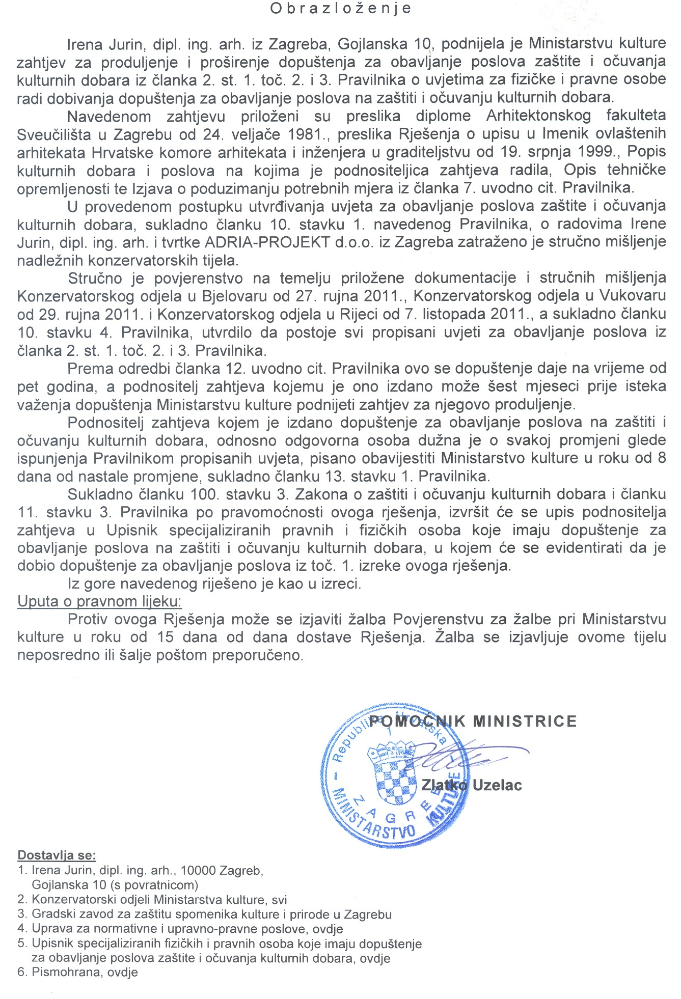 Obrazloženje
Irena Jurin, dipl. ing. arh. iz Zagreba, Gojlanska 10, podnijela je Ministarstvu kulture
zahtjev za produljenje i proširenje dopuštenja za obavljanje poslova zaštite i očuvanja
kulturnih dobara iz članka 2. st. 1. toč. 2. i 3. Pravilnika o uvjetima za fizičke i pravne osobe
radi dobivanja dopuštenja za obavljanje poslova na zaštiti i očuvanju kulturnih dobara.
Navedenom zahtjevu priloženi su preslika diplome Arhitektonskog fakulteta
Sveučilišta u Zagrebu od 24. veljače 1981., preslika Rješenja o upisu u Imenik ovlaštenih
arhitekata Hrvatske komore arhitekata i inženjera u graditeljstvu od 19. srpnja 1999., Popis
kulturnih dobara i poslova na kojima je podnositeljica zahtjeva radila, Opis tehničke
opremljenosti te Izjava o poduzimanju potrebnih mjera iz članka 7. uvodno cit. Pravilnika.
U provedenom postupku utvrđivanja uvjeta za obavljanje poslova zaštite i očuvanja
kulturnih dobara, sukladno članku 10. stavku 1. navedenog Pravilnika, o radovima Irene
Jurin, dipl. ing. arh. i tvrtke ADRIA-PROJEKT d.o.o. iz Zagreba zatraženo je stručno mišljenje
nadležnih konzervatorskih tijela.
Stručno je povjerenstvo na temelju priložene dokumentacije i stručnih mišljenja
Konzervatorskog odjela u Bjelovaru od 27. rujna 2011., Konzervatorskog odjela u Vukovaru
od 29. rujna 2011. i Konzervatorskog odjela u Rijeci od 7. listopada 2011., a sukladno članku
10. stavku 4. Pravilnika, utvrdilo da postoje svi propisani uvjeti za obavljanje poslova iz
članka 2. st. 1. toč. 2. i 3. Pravilnika.
Prema odredbi članka 12. uvodno cit. Pravilnika ovo se dopuštenje daje na vrijeme od
pet godina, a podnositelj zahtjeva kojemu je ono izdano može šest mjeseci prije isteka
važenja dopuštenja Ministarstvu kulture podnijeti zahtjev za njegovo produljenje.
Podnositelj zahtjeva kojem je izdano dopuštenje za obavljanje poslova na zaštiti i
očuvanju kulturnih dobara, odnosno odgovorna osoba dužna je o svakoj promjeni glede
ispunjenja Pravilnikom propisanih uvjeta, pisano obavijestiti Ministarstvo kulture u roku od 8
dana od nastale promjene, sukladno članku 13. stavku 1. Pravilnika.
Sukladno članku 100. stavku 3. Zakona o zaštiti i očuvanju kulturnih dobara i članku
11. stavku 3. Pravilnika po pravomoćnosti ovoga rješenja, izvršit će se upis podnositelja
zahtjeva u Upisnik specijaliziranih pravnih i fizičkih osoba koje imaju dopuštenje za
obavljanje poslova na zaštiti i očuvanju kulturnih dobara, u kojem će se evidentirati da je
dobio dopuštenje za obavljanje poslova iz toč. 1. izreke ovoga rješenja.
Iz gore navedenog riješeno je kao u izreci.
Uputa o pravnom lijeku:
Protiv ovoga Rješenja može se izjaviti žalba Povjerenstvu za žalbe pri Ministarstvu
kulture u roku od 15 dana od dana dostave Rješenja. Žalba se izjavljuje ovome tijelu
neposredno ili šalje poštom preporučeno.
POMOĆNIK MINISTRICE
Republika Hrvatska
1
Zlatko Uzelac
ZAGREB
MINISTARSTVO KULTURE
Dostavlja se:
1. Irena Jurin, dipl. ing. arh., 10000 Zagreb,
Gojlanska 10 (s povratnicom)
2. Konzervatorski odjeli Ministarstva kulture, svi
3. Gradski zavod za zaštitu spomenika kulture i prirode u Zagrebu
4. Uprava za normativne i upravno-pravne poslove, ovdje
5. Upisnik specijaliziranih fizičkih i pravnih osoba koje imaju dopuštenje
za obavljanje poslova zaštite i očuvanja kulturnih dobara, ovdje
6. Pismohrana, ovdje